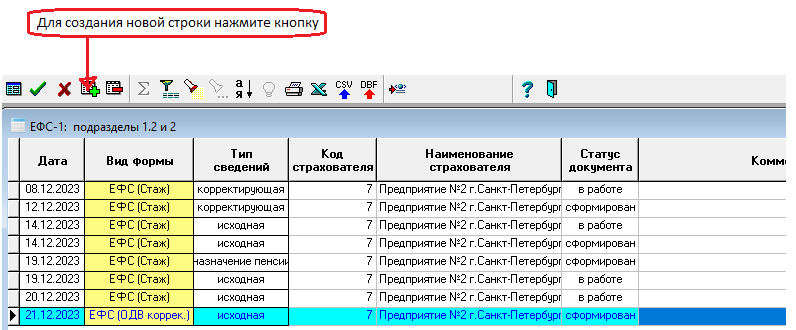 Для создания новой строки нажмите кнопку
Σ а я CSV DBF ?
ЕФС-1: подразделы 1.2 и 2
Дата Вид формы Тип сведений Код страхователя Наименование страхователя Статус документа Комм
08.12.2023 ЕФС (Стаж) корректирующая 7 Предприятие №2 г.Санкт-Петербург в работе
12.12.2023 ЕФС (Стаж) корректирующая 7 Предприятие №2 г.Санкт-Петербург сформирован
14.12.2023 ЕФС (Стаж) исходная 7 Предприятие №2 г.Санкт-Петербург в работе
14.12.2023 ЕФС (Стаж) исходная 7 Предприятие №2 г.Санкт-Петербург сформирован
19.12.2023 ЕФС (Стаж) назначение пенси 7 Предприятие №2 г.Санкт-Петербург сформирован
19.12.2023 ЕФС (Стаж) исходная 7 Предприятие №2 г.Санкт-Петербург в работе
20.12.2023 ЕФС (Стаж) исходная 7 Предприятие №2 г.Санкт-Петербург в работе
21.12.2023 ЕФС (ОДВ коррек.) исходная 7 Предприятие №2 г.Санкт-Петербург сформирован